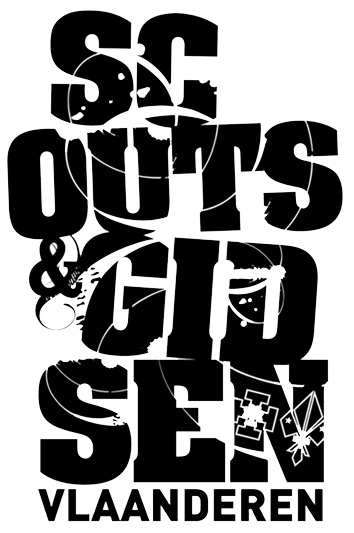 SC
OUTS
&GID
SEN
VLAANDEREN